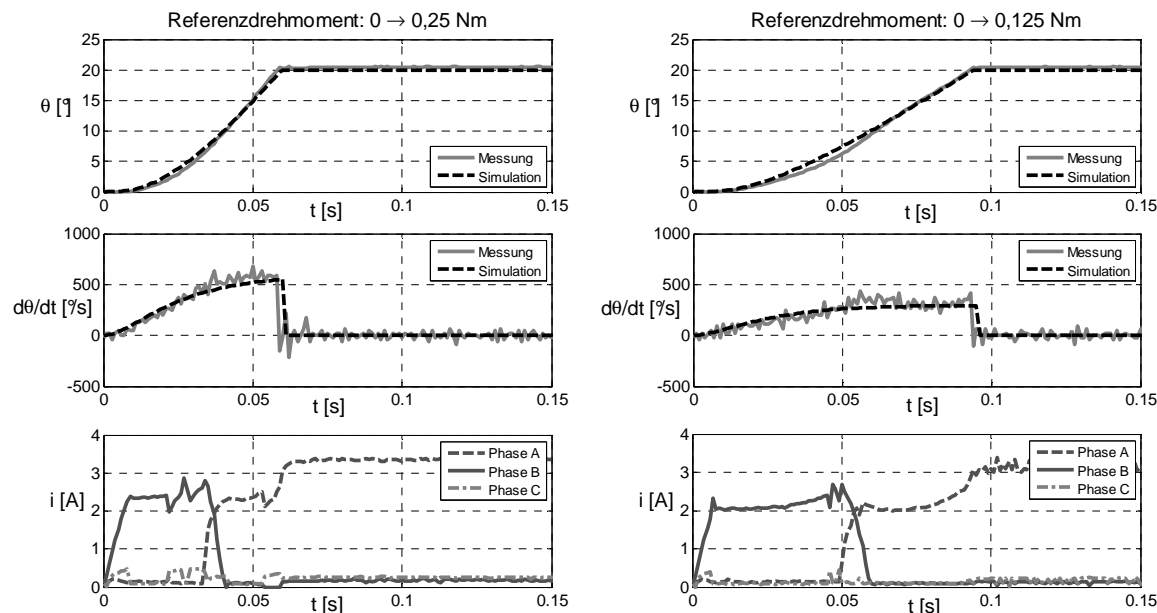 Referenzdrehmoment: 0 → 0,25 Nm
25
20
15
10
5
0
θ [°]
0
0.05
0.1
0.15
t [s]
Messung
Simulation
1000
500
0
-500
dθ/dt [°/s]
0
0.05
0.1
0.15
t [s]
Messung
Simulation
4
3
2
1
0
i [A]
0
0.05
0.1
0.15
t [s]
Phase A
Phase B
Phase C
Referenzdrehmoment: 0 → 0,125 Nm
25
20
15
10
5
0
θ [°]
0
0.05
0.1
0.15
t [s]
Messung
Simulation
1000
500
0
-500
dθ/dt [°/s]
0
0.05
0.1
0.15
t [s]
Messung
Simulation
4
3
2
1
0
i [A]
0
0.05
0.1
0.15
t [s]
Phase A
Phase B
Phase C